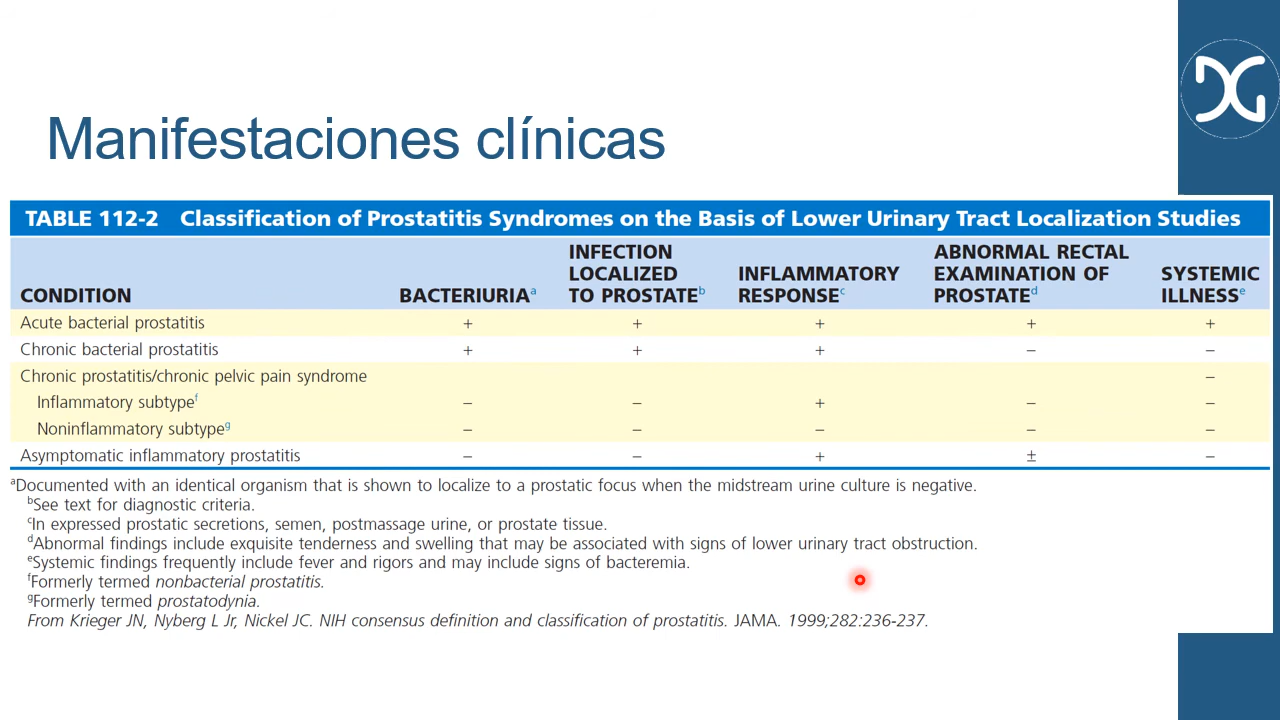 Manifestaciones clínicas
TABLE 112-2 Classification of Prostatitis Syndromes on the Basis of Lower Urinary Tract Localization Studies
CONDITION BACTERIURIAa INFECTION LOCALIZED TO PROSTATEb INFLAMMATORY RESPONSEc ABNORMAL RECTAL EXAMINATION OF PROSTATEd SYSTEMIC ILLNESSe
Acute bacterial prostatitis + + + + +
Chronic bacterial prostatitis + + + − −
Chronic prostatitis/chronic pelvic pain syndrome −
Inflammatory subtypef − − + − −
Noninflammatory subtypeg − − − − −
Asymptomatic inflammatory prostatitis − − + ± −
aDocumented with an identical organism that is shown to localize to a prostatic focus when the midstream urine culture is negative.
bSee text for diagnostic criteria.
cIn expressed prostatic secretions, semen, postmassage urine, or prostate tissue.
dAbnormal findings include exquisite tenderness and swelling that may be associated with signs of lower urinary tract obstruction.
eSystemic findings frequently include fever and rigors and may include signs of bacteremia.
fFormerly termed nonbacterial prostatitis.
gFormerly termed prostatodynia.
From Krieger JN, Nyberg L Jr, Nickel JC. NIH consensus definition and classification of prostatitis. JAMA. 1999;282:236-237.